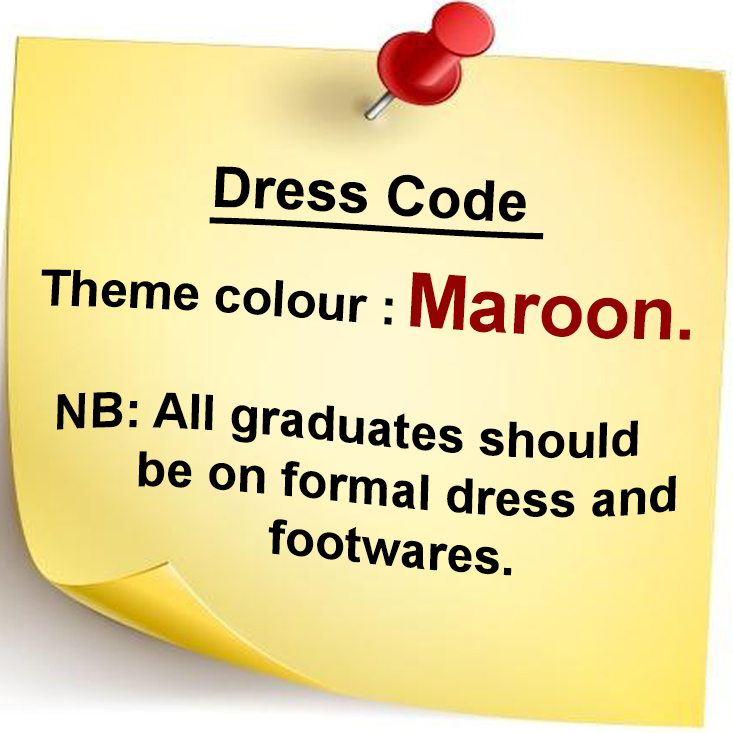 Dress Code
Theme colour : Maroon.
NB: All graduates should
be on formal dress and
footwares.